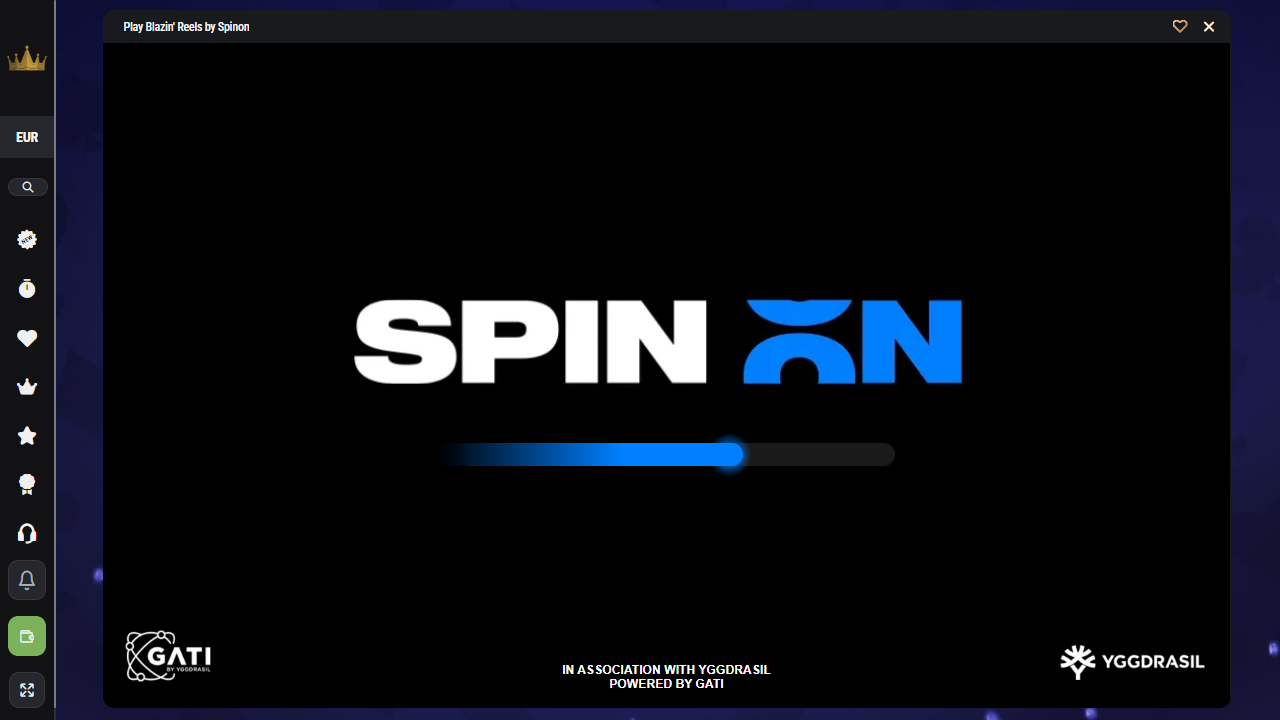 Play Blazin' Reels by Spinon
EUR
NEW
SPIN ON
GATI
BY YGGDRASIL
IN ASSOCIATION WITH YGGDRASIL
POWERED BY GATI
YGGDRASIL